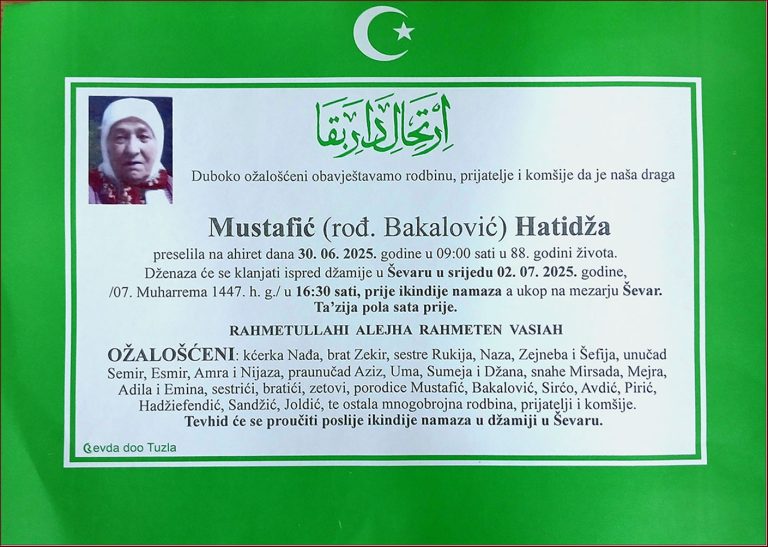 اِرْتِحَالِ دَارِ بَقَا
Duboko ožalošćeni obavještavamo rodbinu, prijatelje i komšije da je naša draga
Mustafić (rođ. Bakalović) Hatidža
preselila na ahiret dana 30. 06. 2025. godine u 09:00 sati u 88. godini života.
Dženaza će se klanjati ispred džamije u Ševaru u srijedu 02. 07. 2025. godine,
/07. Muharrema 1447. h. g./ u 16:30 sati, prije ikindije namaza a ukop na mezarju Ševar.
Ta’zija pola sata prije.
RAHMETULLAHI ALEJHA RAHMETEN VASIAH
OŽALOŠĆENI: kćerka Nađa, brat Zekir, sestre Rukija, Naza, Zejneba i Šefija, unučad
Semir, Esmir, Amra i Nijaza, praunučad Aziz, Uma, Sumeja i Džana, snahe Mirsada, Mejra,
Adila i Emina, sestrići, bratići, zetovi, porodice Mustafić, Bakalović, Sirćo, Avdić, Pirić,
Hadžiefendić, Sandžić, Joldić, te ostala mnogobrojna rodbina, prijatelji i komšije.
Tevhid će se proučiti poslije ikindije namaza u džamiji u Ševaru.
evda doo Tuzla